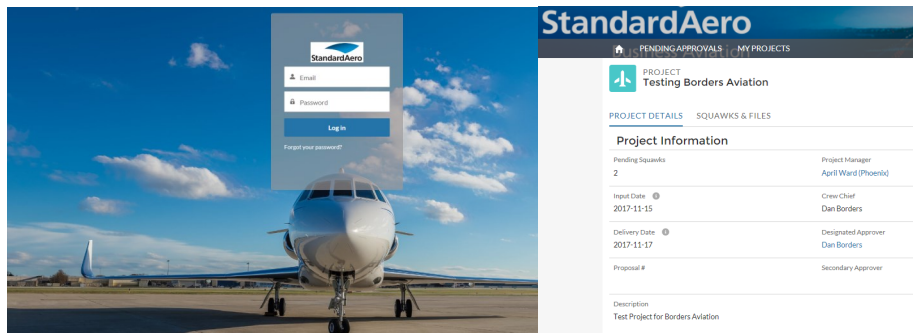 StandardAero
Email
Password
Log in
Forgot your password?
StandardAero
Business Aviation
PENDING APPROVALS MY PROJECTS
PROJECT
Testing Borders Aviation
PROJECT DETAILS SQUAWKS & FILES
Project Information
Pending Squawks Project Manager
2 April Ward (Phoenix)
Input Date Crew Chief
2017-11-15 Dan Borders
Delivery Date Designated Approver
2017-11-17 Dan Borders
Proposal # Secondary Approver
Description
Test Project for Borders Aviation